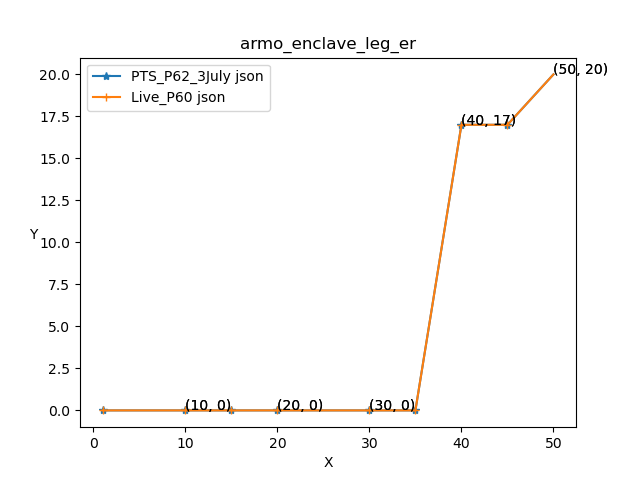 armo_enclave_leg_er
PTS_P62_3July json
Live_P60 json
(50, 20)
(40, 17)
(10, 0) (20, 0) (30, 0)
20.0
17.5
15.0
12.5
10.0
7.5
5.0
2.5
0.0
Y
0 10 20 30 40 50
X